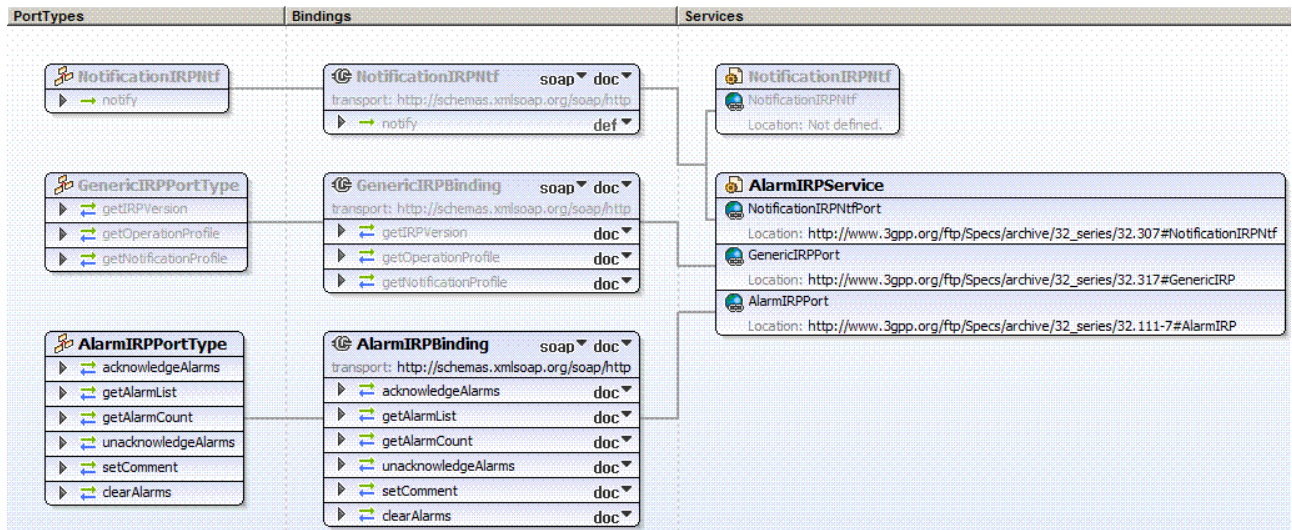 PortTypes
Bindings
Services
NotificationIRPNtf
notify
NotificationIRPNtf soap doc
transport: http://schemas.xmlsoap.org/soap/http
notify def
NotificationIRPNtf
NotificationIRPNtf
Location: Not defined.
GenericIRPPortType
getIRPVersion
getOperationProfile
getNotificationProfile
GenericIRPBinding soap doc
transport: http://schemas.xmlsoap.org/soap/http
getIRPVersion doc
getOperationProfile doc
getNotificationProfile doc
AlarmIRPService
NotificationIRPNtfPort
Location: http://www.3gpp.org/ftp/Specs/archive/32_series/32.307#NotificationIRPNtf
GenericIRPPort
Location: http://www.3gpp.org/ftp/Specs/archive/32_series/32.317#GenericIRP
AlarmIRPPort
Location: http://www.3gpp.org/ftp/Specs/archive/32_series/32.111-7#AlarmIRP
AlarmIRPPortType
acknowledgeAlarms
getAlarmList
getAlarmCount
unacknowledgeAlarms
setComment
clearAlarms
AlarmIRPBinding soap doc
transport: http://schemas.xmlsoap.org/soap/http
acknowledgeAlarms doc
getAlarmList doc
getAlarmCount doc
unacknowledgeAlarms doc
setComment doc
clearAlarms doc